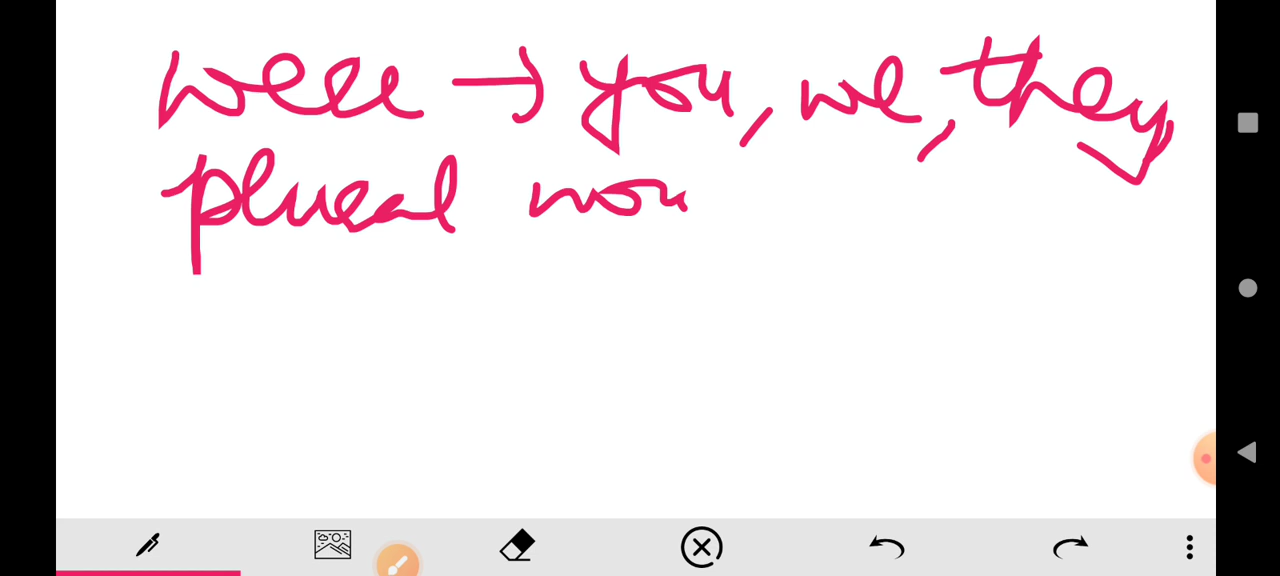 were → you, we, they,
plural nou